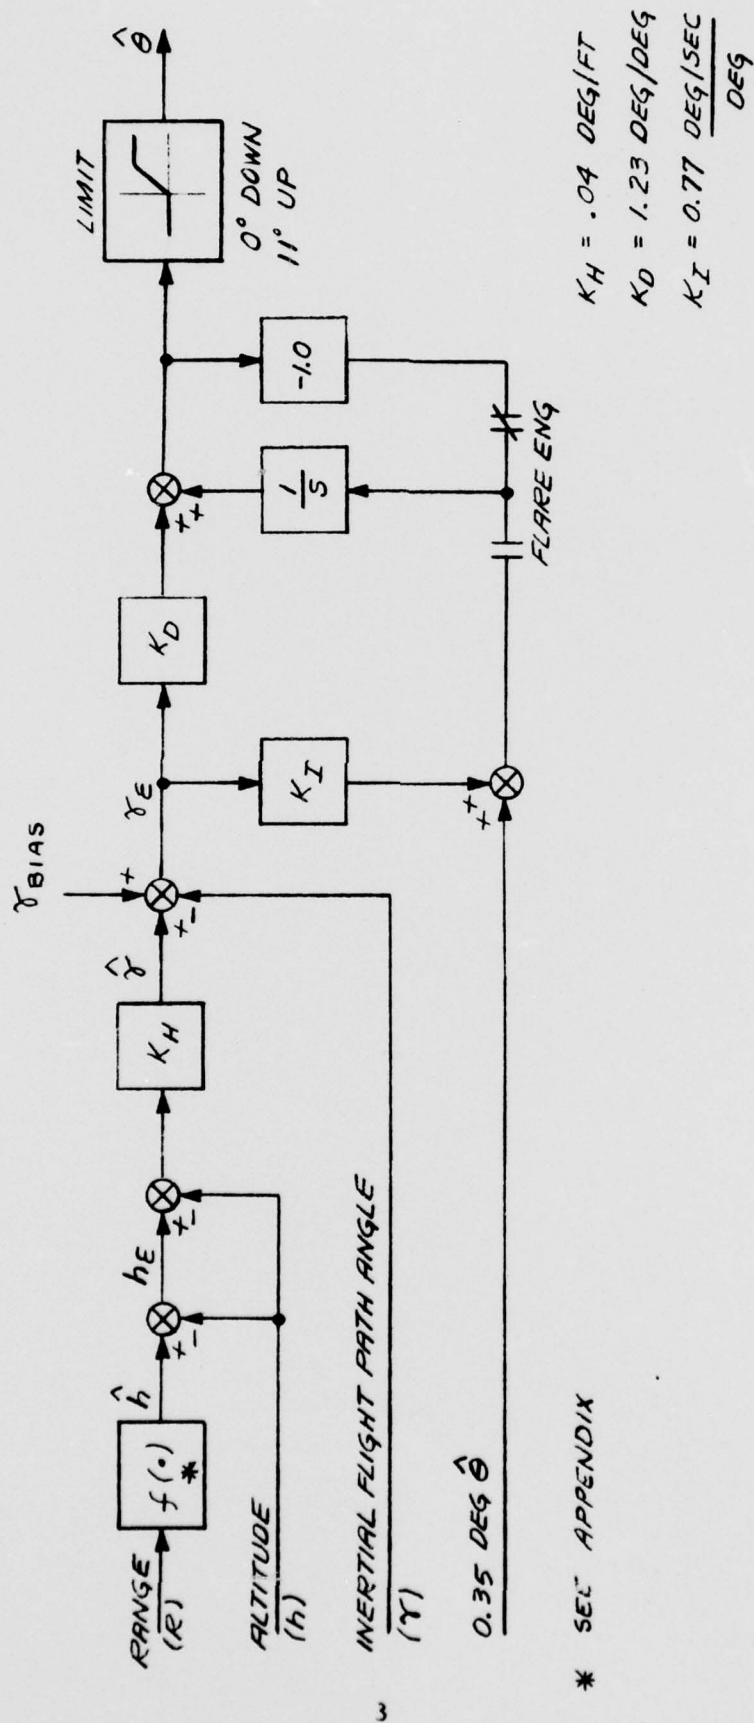 RANGE
(R)
f(•)
*
ĥ
+
-
hE
+
-
KH
γ̂
γBIAS
+
+
-
γE
KD
+
+
LIMIT
θ̂
0° DOWN
11° UP
ALTITUDE
(h)
KI
1
S
-1.0
INERTIAL FLIGHT PATH ANGLE
(γ)
0.35 DEG θ̂
+
+
FLARE ENG
* SEE APPENDIX
KH = .04 DEG/FT
KD = 1.23 DEG/DEG
KI = 0.77 DEG/SEC
DEG
3